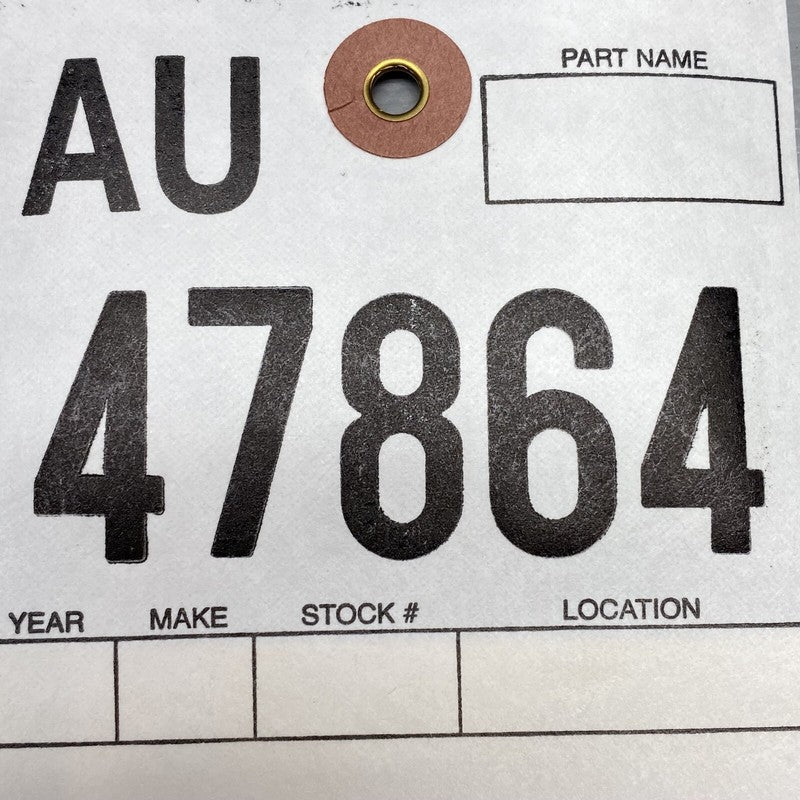 AU
PART NAME
47864
YEAR MAKE STOCK # LOCATION